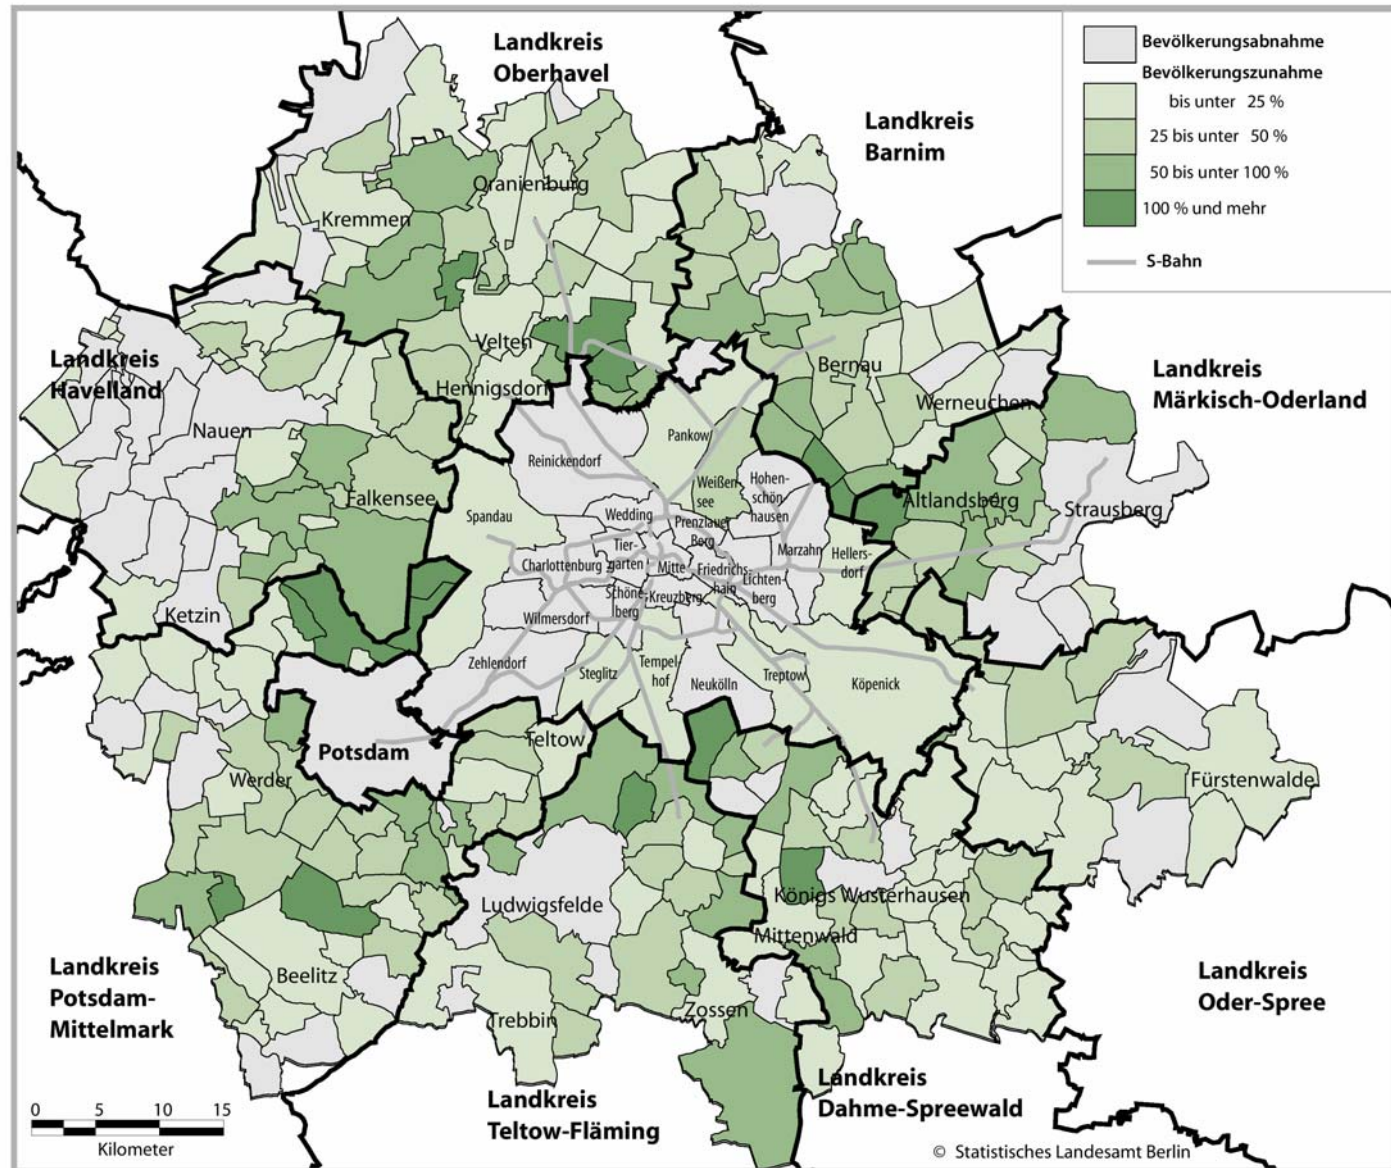 Landkreis
Oberhavel
Landkreis
Barnim
Bevölkerungsabnahme
Bevölkerungszunahme
bis unter 25 %
25 bis unter 50 %
50 bis unter 100 %
100 % und mehr
S-Bahn
Oranienburg
Kremmen
Velten
Hennigsdorf
Bernau
Werneuchen
Landkreis
Havelland
Landkreis
Märkisch-Oderland
Nauen
Falkensee
Altlandsberg
Strausberg
Ketzin
Pankow
Reinickendorf
Weißen-
see
Hohen-
schön-
hausen
Spandau
Wedding
Prenzlauer
Berg
Tier-
garten
Mitte
Friedrichs-
hain
Marzahn
Hellers-
dorf
Charlottenburg
Lichten-
berg
Schöne-
berg
Kreuzberg
Wilmersdorf
Zehlendorf
Steglitz
Tempel-
hof
Neukölln
Treptow
Köpenick
Potsdam
Teltow
Werder
Fürstenwalde
Ludwigsfelde
Königs Wusterhausen
Mittenwald
Beelitz
Trebbin
Zossen
Landkreis
Potsdam-
Mittelmark
Landkreis
Oder-Spree
Landkreis
Teltow-Fläming
Landkreis
Dahme-Spreewald
0 5 10 15
Kilometer
© Statistisches Landesamt Berlin